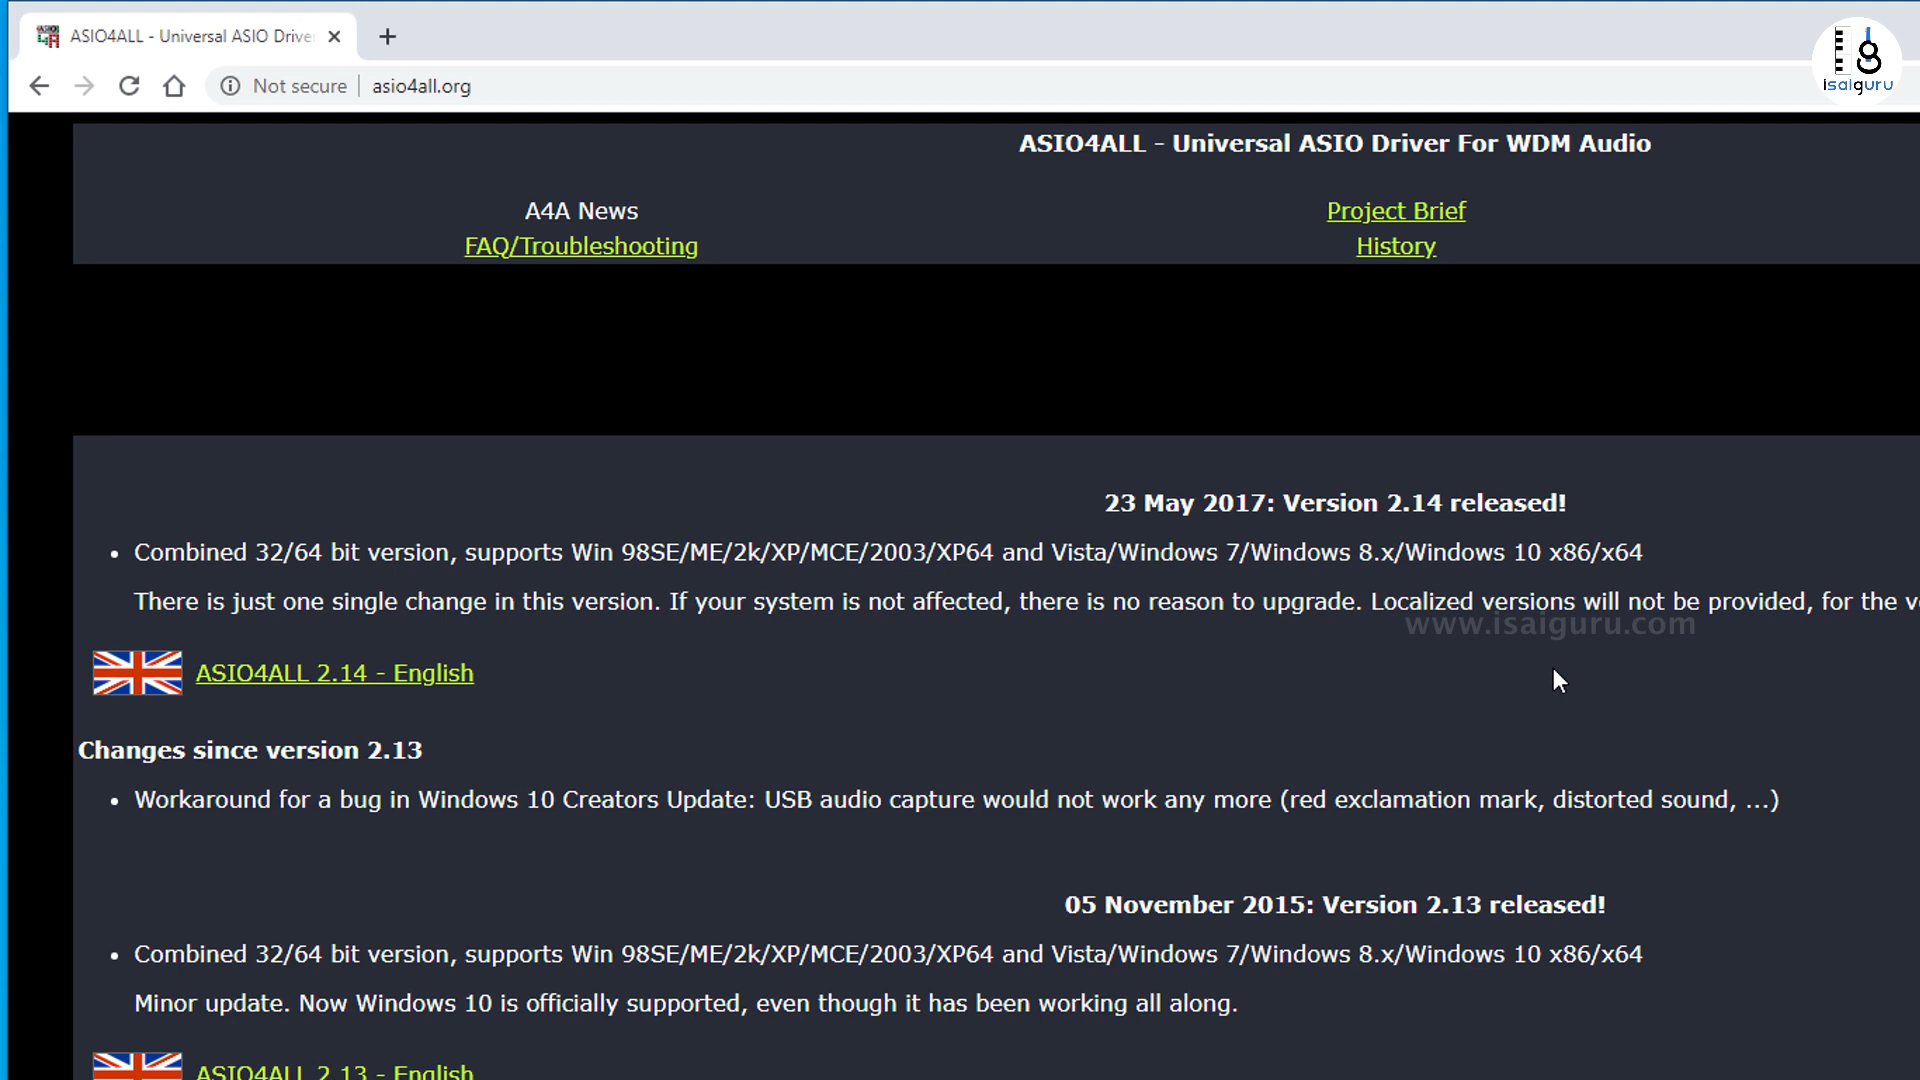 ASIO4ALL - Universal ASIO Drive
Not secure
asio4all.org
isaiguru
ASIO4ALL - Universal ASIO Driver For WDM Audio
A4A News
Project Brief
FAQ/Troubleshooting
History
23 May 2017: Version 2.14 released!
Combined 32/64 bit version, supports Win 98SE/ME/2k/XP/MCE/2003/XP64 and Vista/Windows 7/Windows 8.x/Windows 10 x86/x64
There is just one single change in this version. If your system is not affected, there is no reason to upgrade. Localized versions will not be provided, for the
www.isaiguru.com
ASIO4ALL 2.14 - English
Changes since version 2.13
Workaround for a bug in Windows 10 Creators Update: USB audio capture would not work any more (red exclamation mark, distorted sound, ...)
05 November 2015: Version 2.13 released!
Combined 32/64 bit version, supports Win 98SE/ME/2k/XP/MCE/2003/XP64 and Vista/Windows 7/Windows 8.x/Windows 10 x86/x64
Minor update. Now Windows 10 is officially supported, even though it has been working all along.
ASIO4ALL 2.13 - English